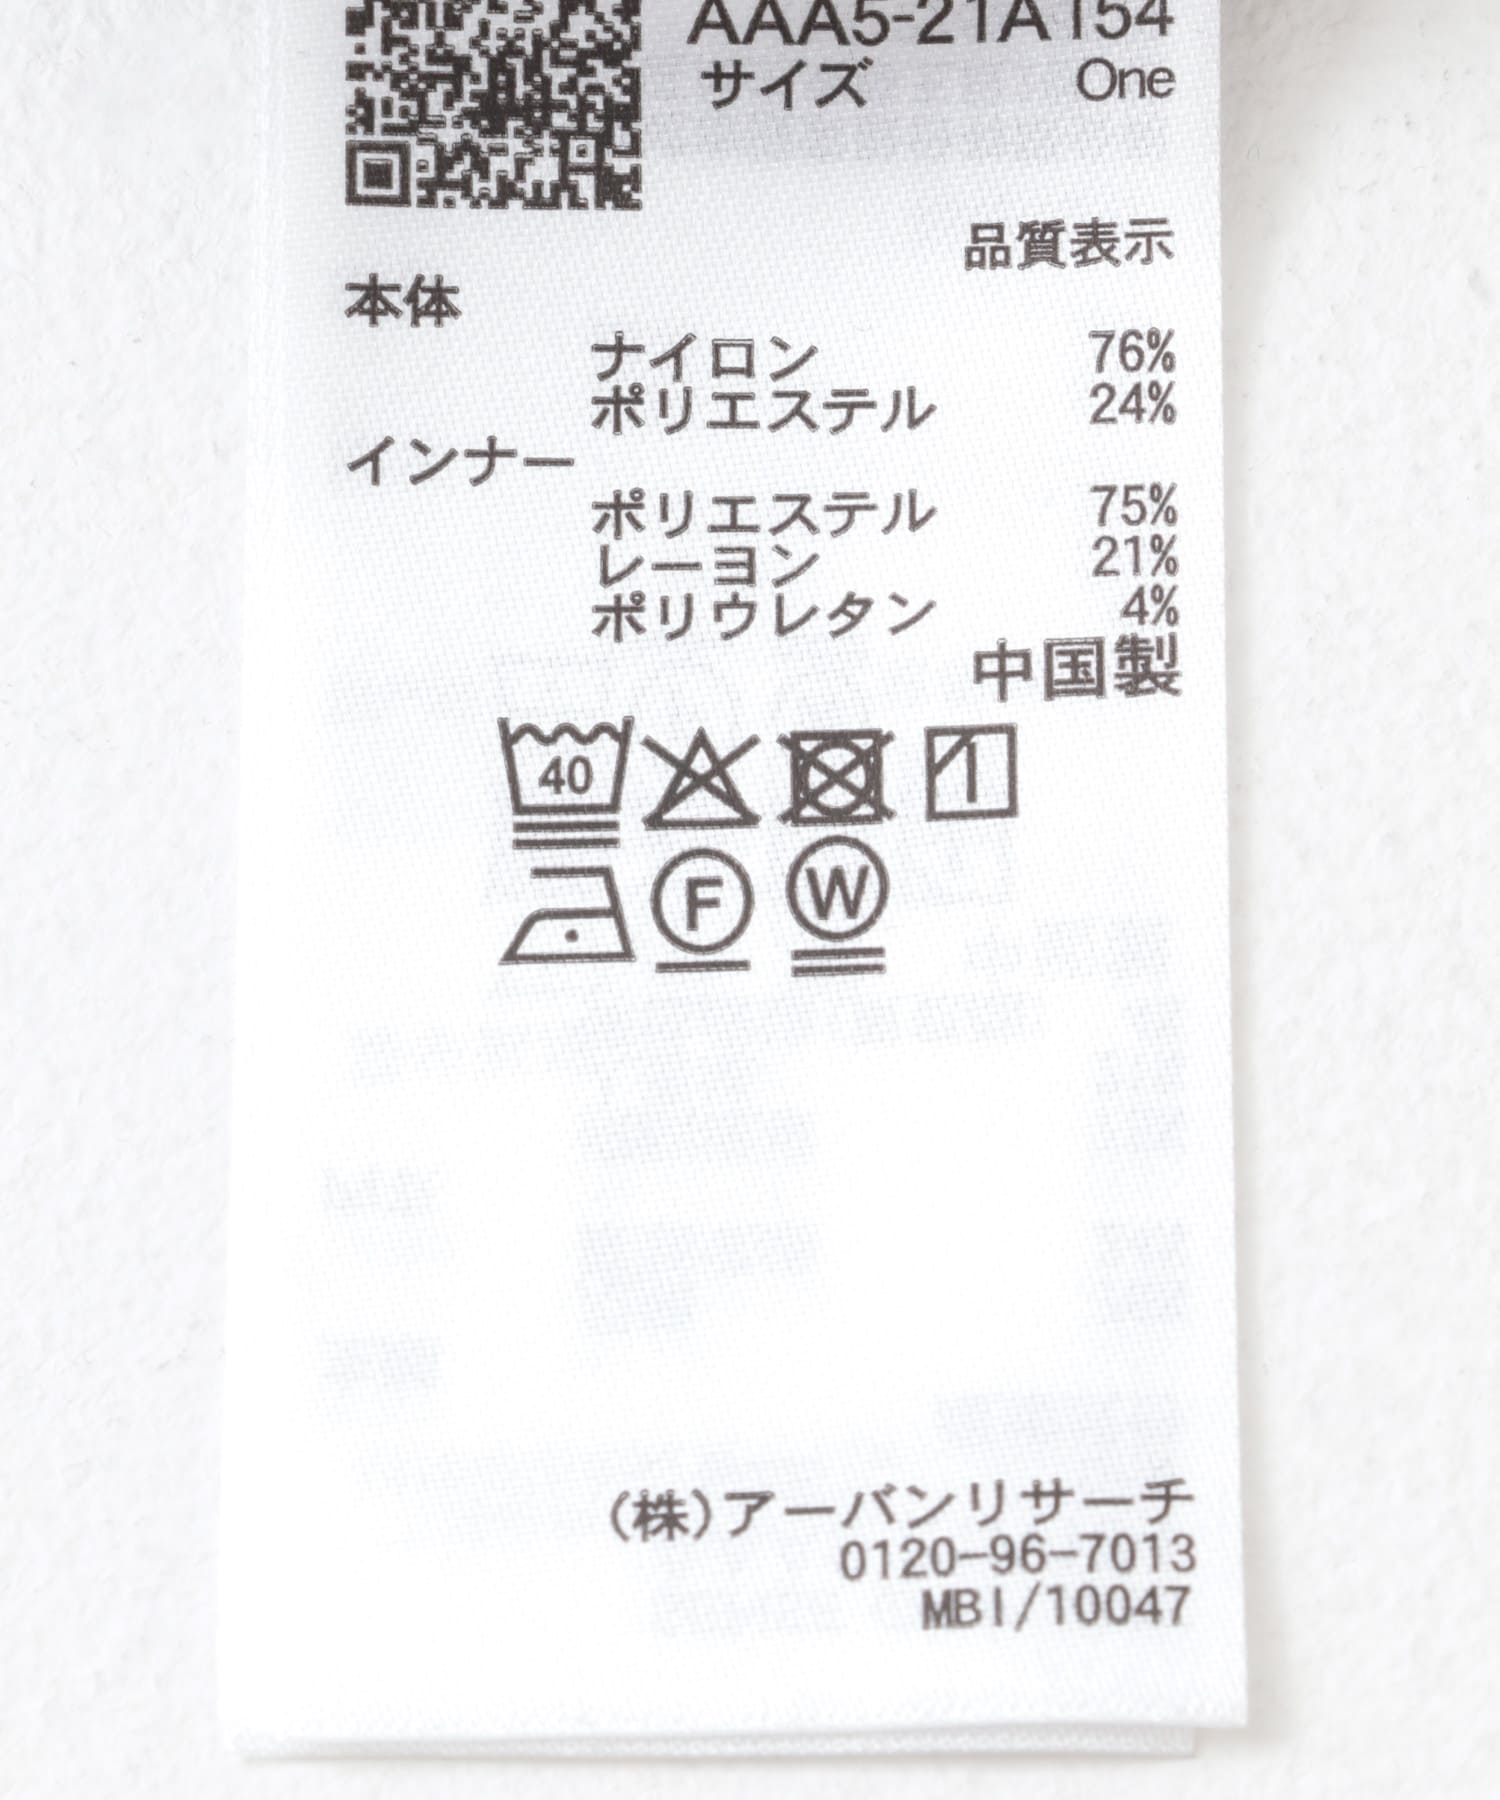 AAA5-21A154
サイズ One
品質表示
本体
ナイロン 76%
ポリエステル 24%
インナー
ポリエステル 75%
レーヨン 21%
ポリウレタン 4%
中国製
40
F
W
(株)アーバンリサーチ
0120-96-7013
MBI/10047